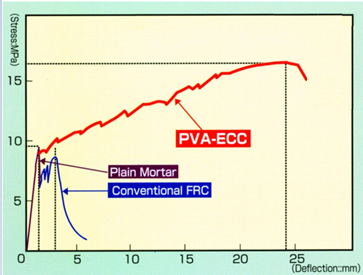 (Stress:MPa)
15
10
5
PVA-ECC
Plain Mortar
Conventional FRC
0
5
10
15
20
25
(Deflection:mm)